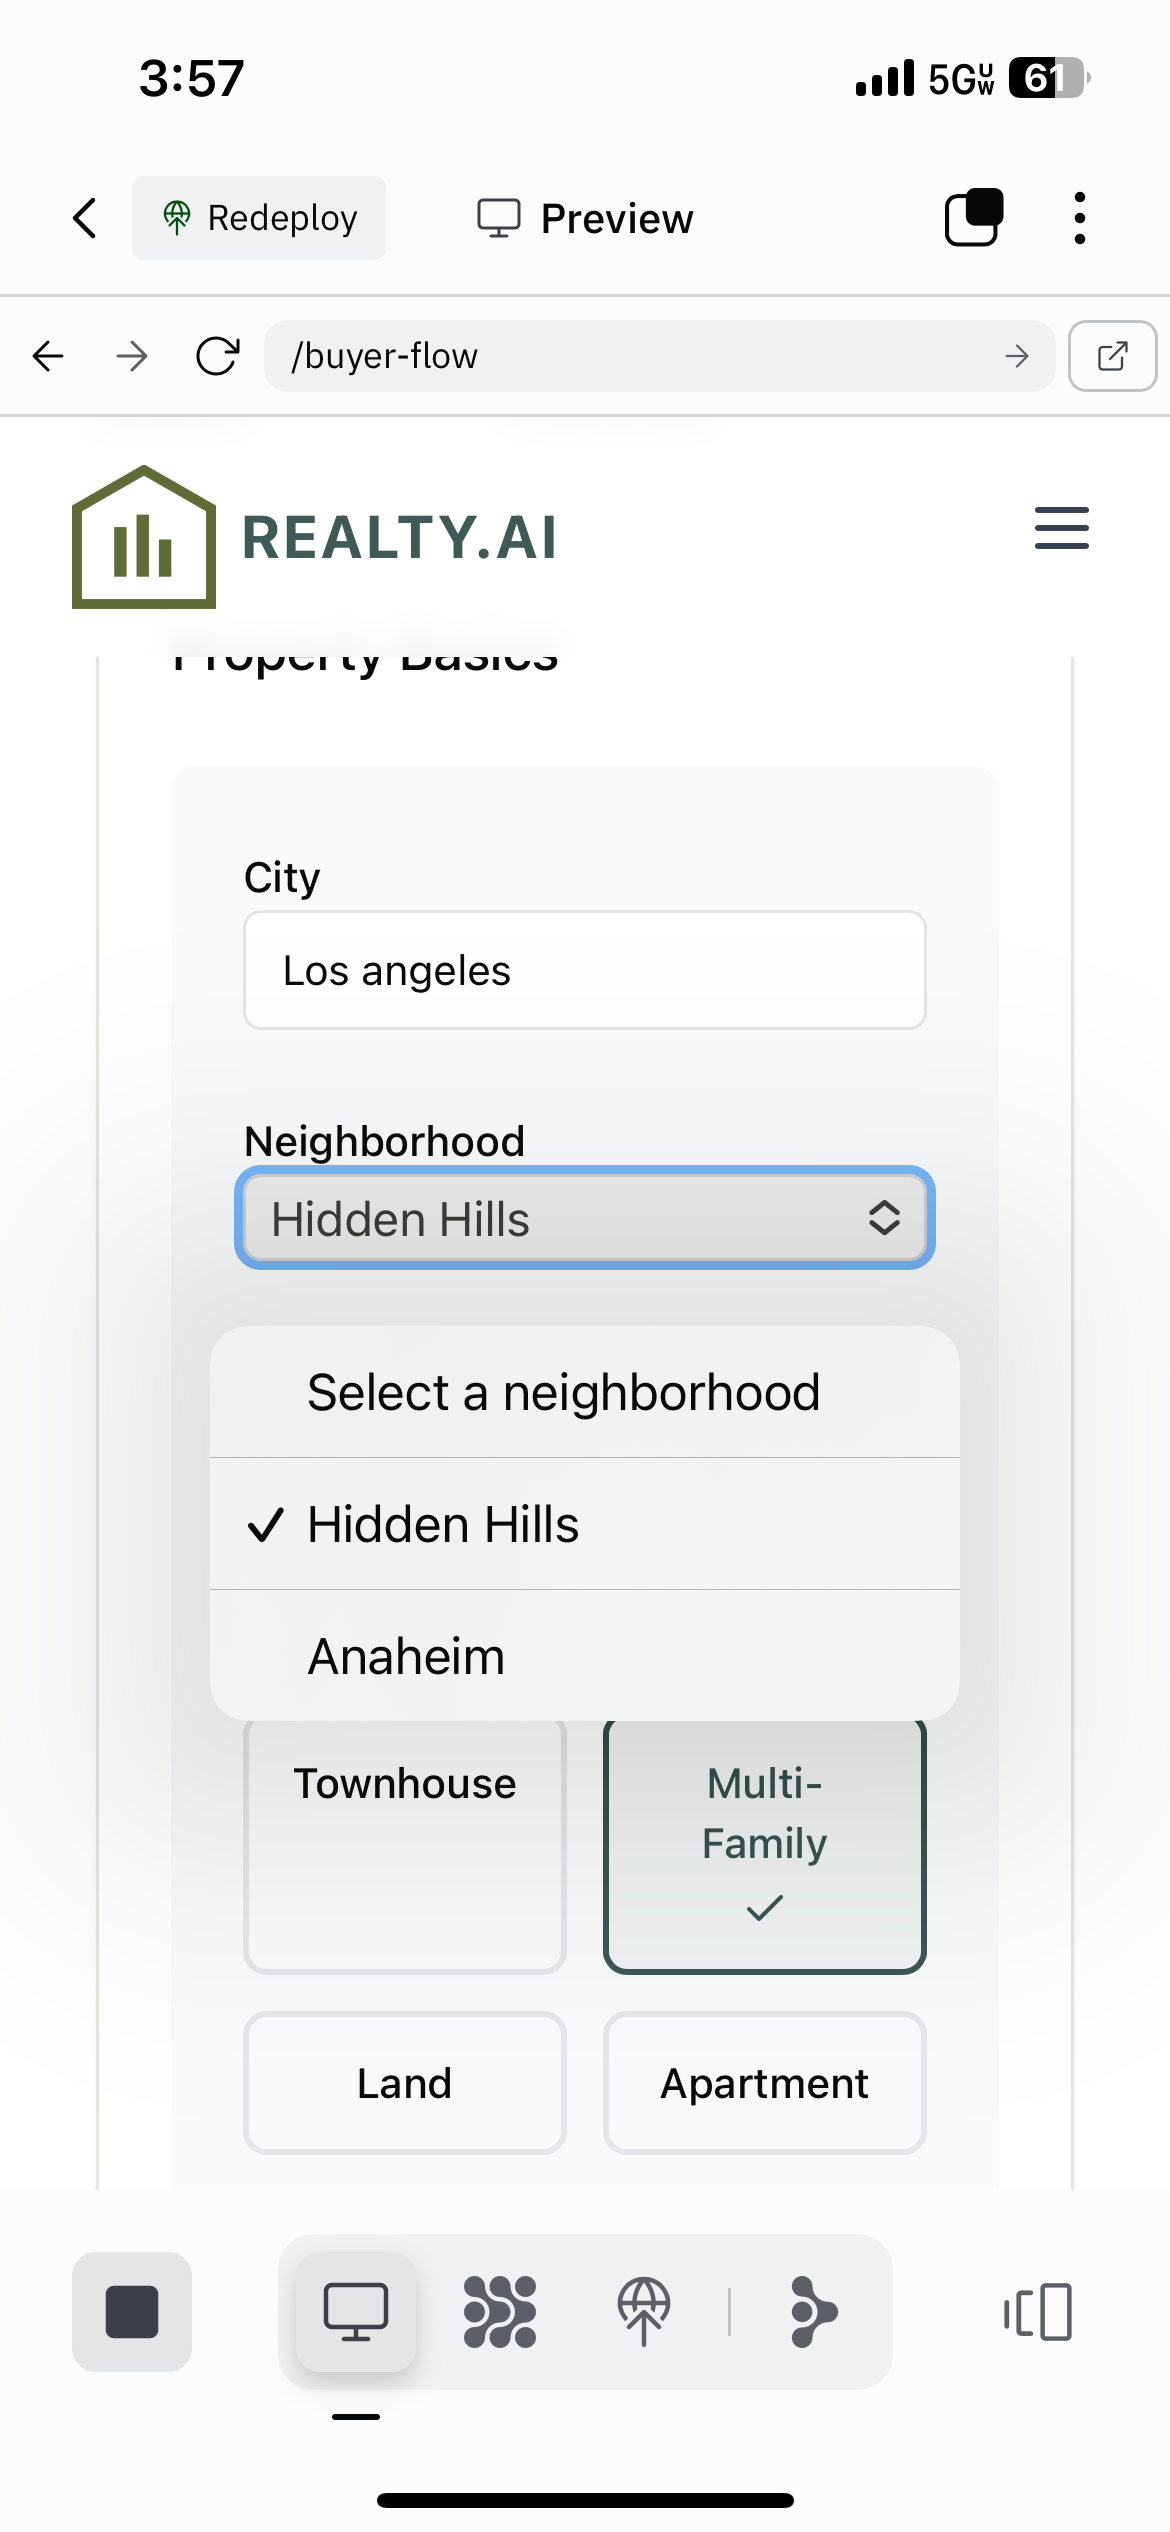 3:57
5G UW
61
Redeploy
Preview
/buyer-flow
REALTY.AI
Property Basics
City
Los angeles
Neighborhood
Hidden Hills
Select a neighborhood
Hidden Hills
Anaheim
Townhouse
Multi-
Family
Land
Apartment